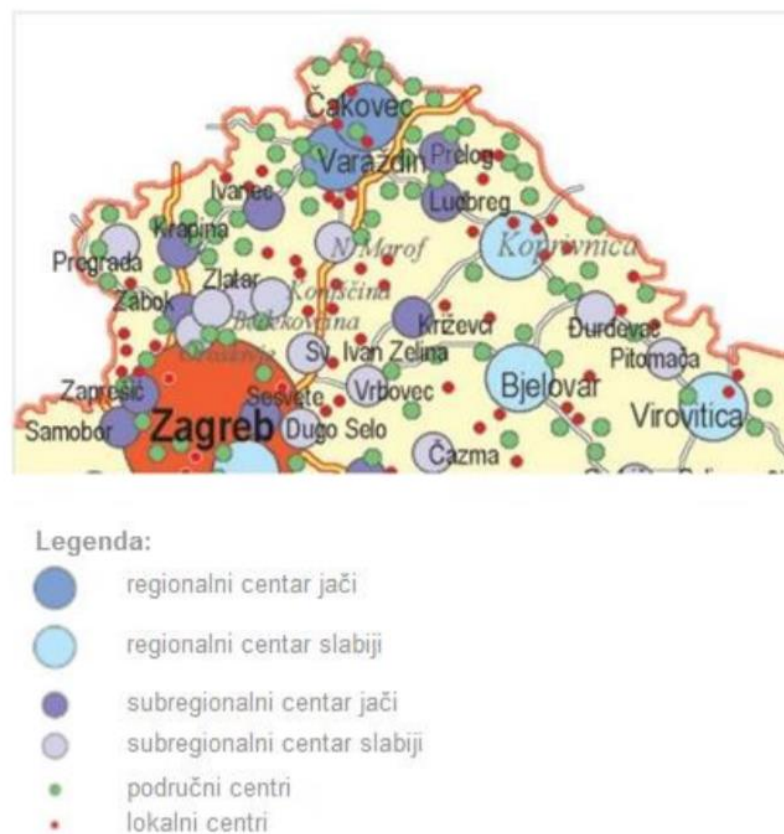 Čakovec
Varaždin
Prelog
Ivanec
Ludbreg
Krapina
N. Marof
Koprivnica
Pregrada
Zlatar
Konjščina
Zabok
Bedekovčina
Križevci
Đurđevac
Sv. Ivan Zelina
Pitomača
Zaprešić
Sesvete
Vrbovec
Bjelovar
Virovitica
Samobor
Zagreb
Dugo Selo
Čazma
Legenda:
regionalni centar jači
regionalni centar slabiji
subregionalni centar jači
subregionalni centar slabiji
područni centri
lokalni centri